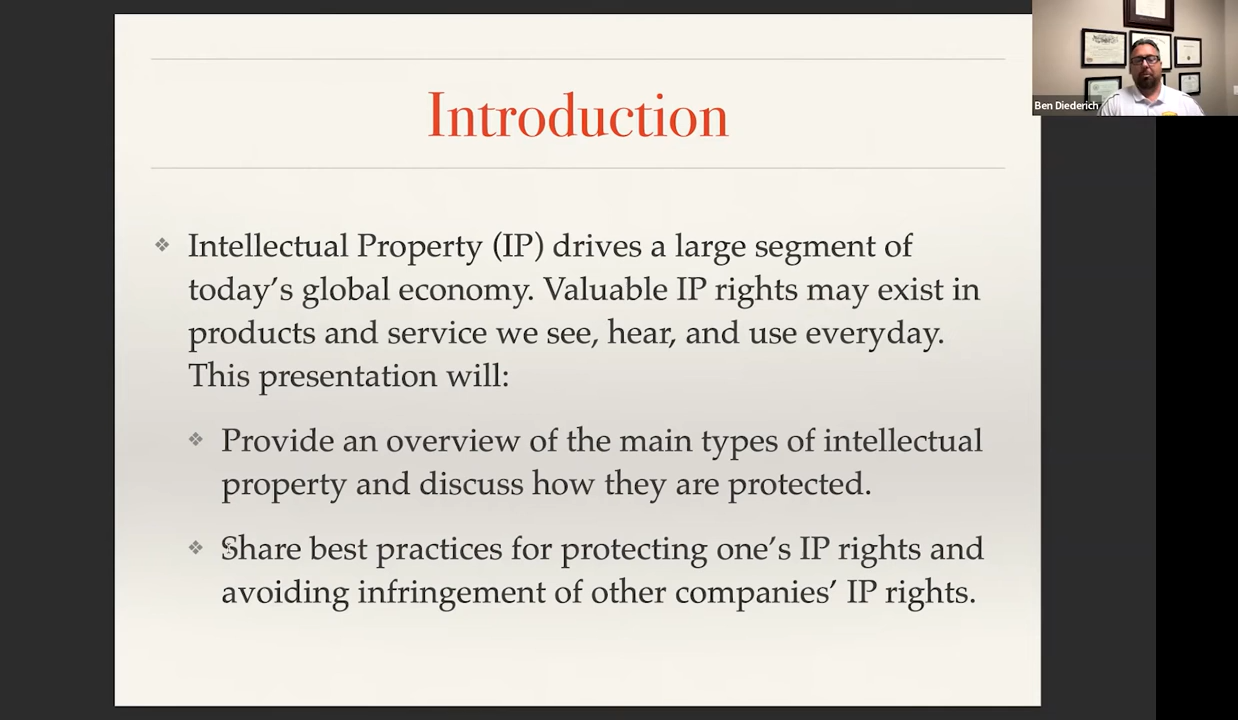 Introduction
Ben Diederich
Intellectual Property (IP) drives a large segment of
today’s global economy. Valuable IP rights may exist in
products and service we see, hear, and use everyday.
This presentation will:
Provide an overview of the main types of intellectual
property and discuss how they are protected.
Share best practices for protecting one’s IP rights and
avoiding infringement of other companies’ IP rights.